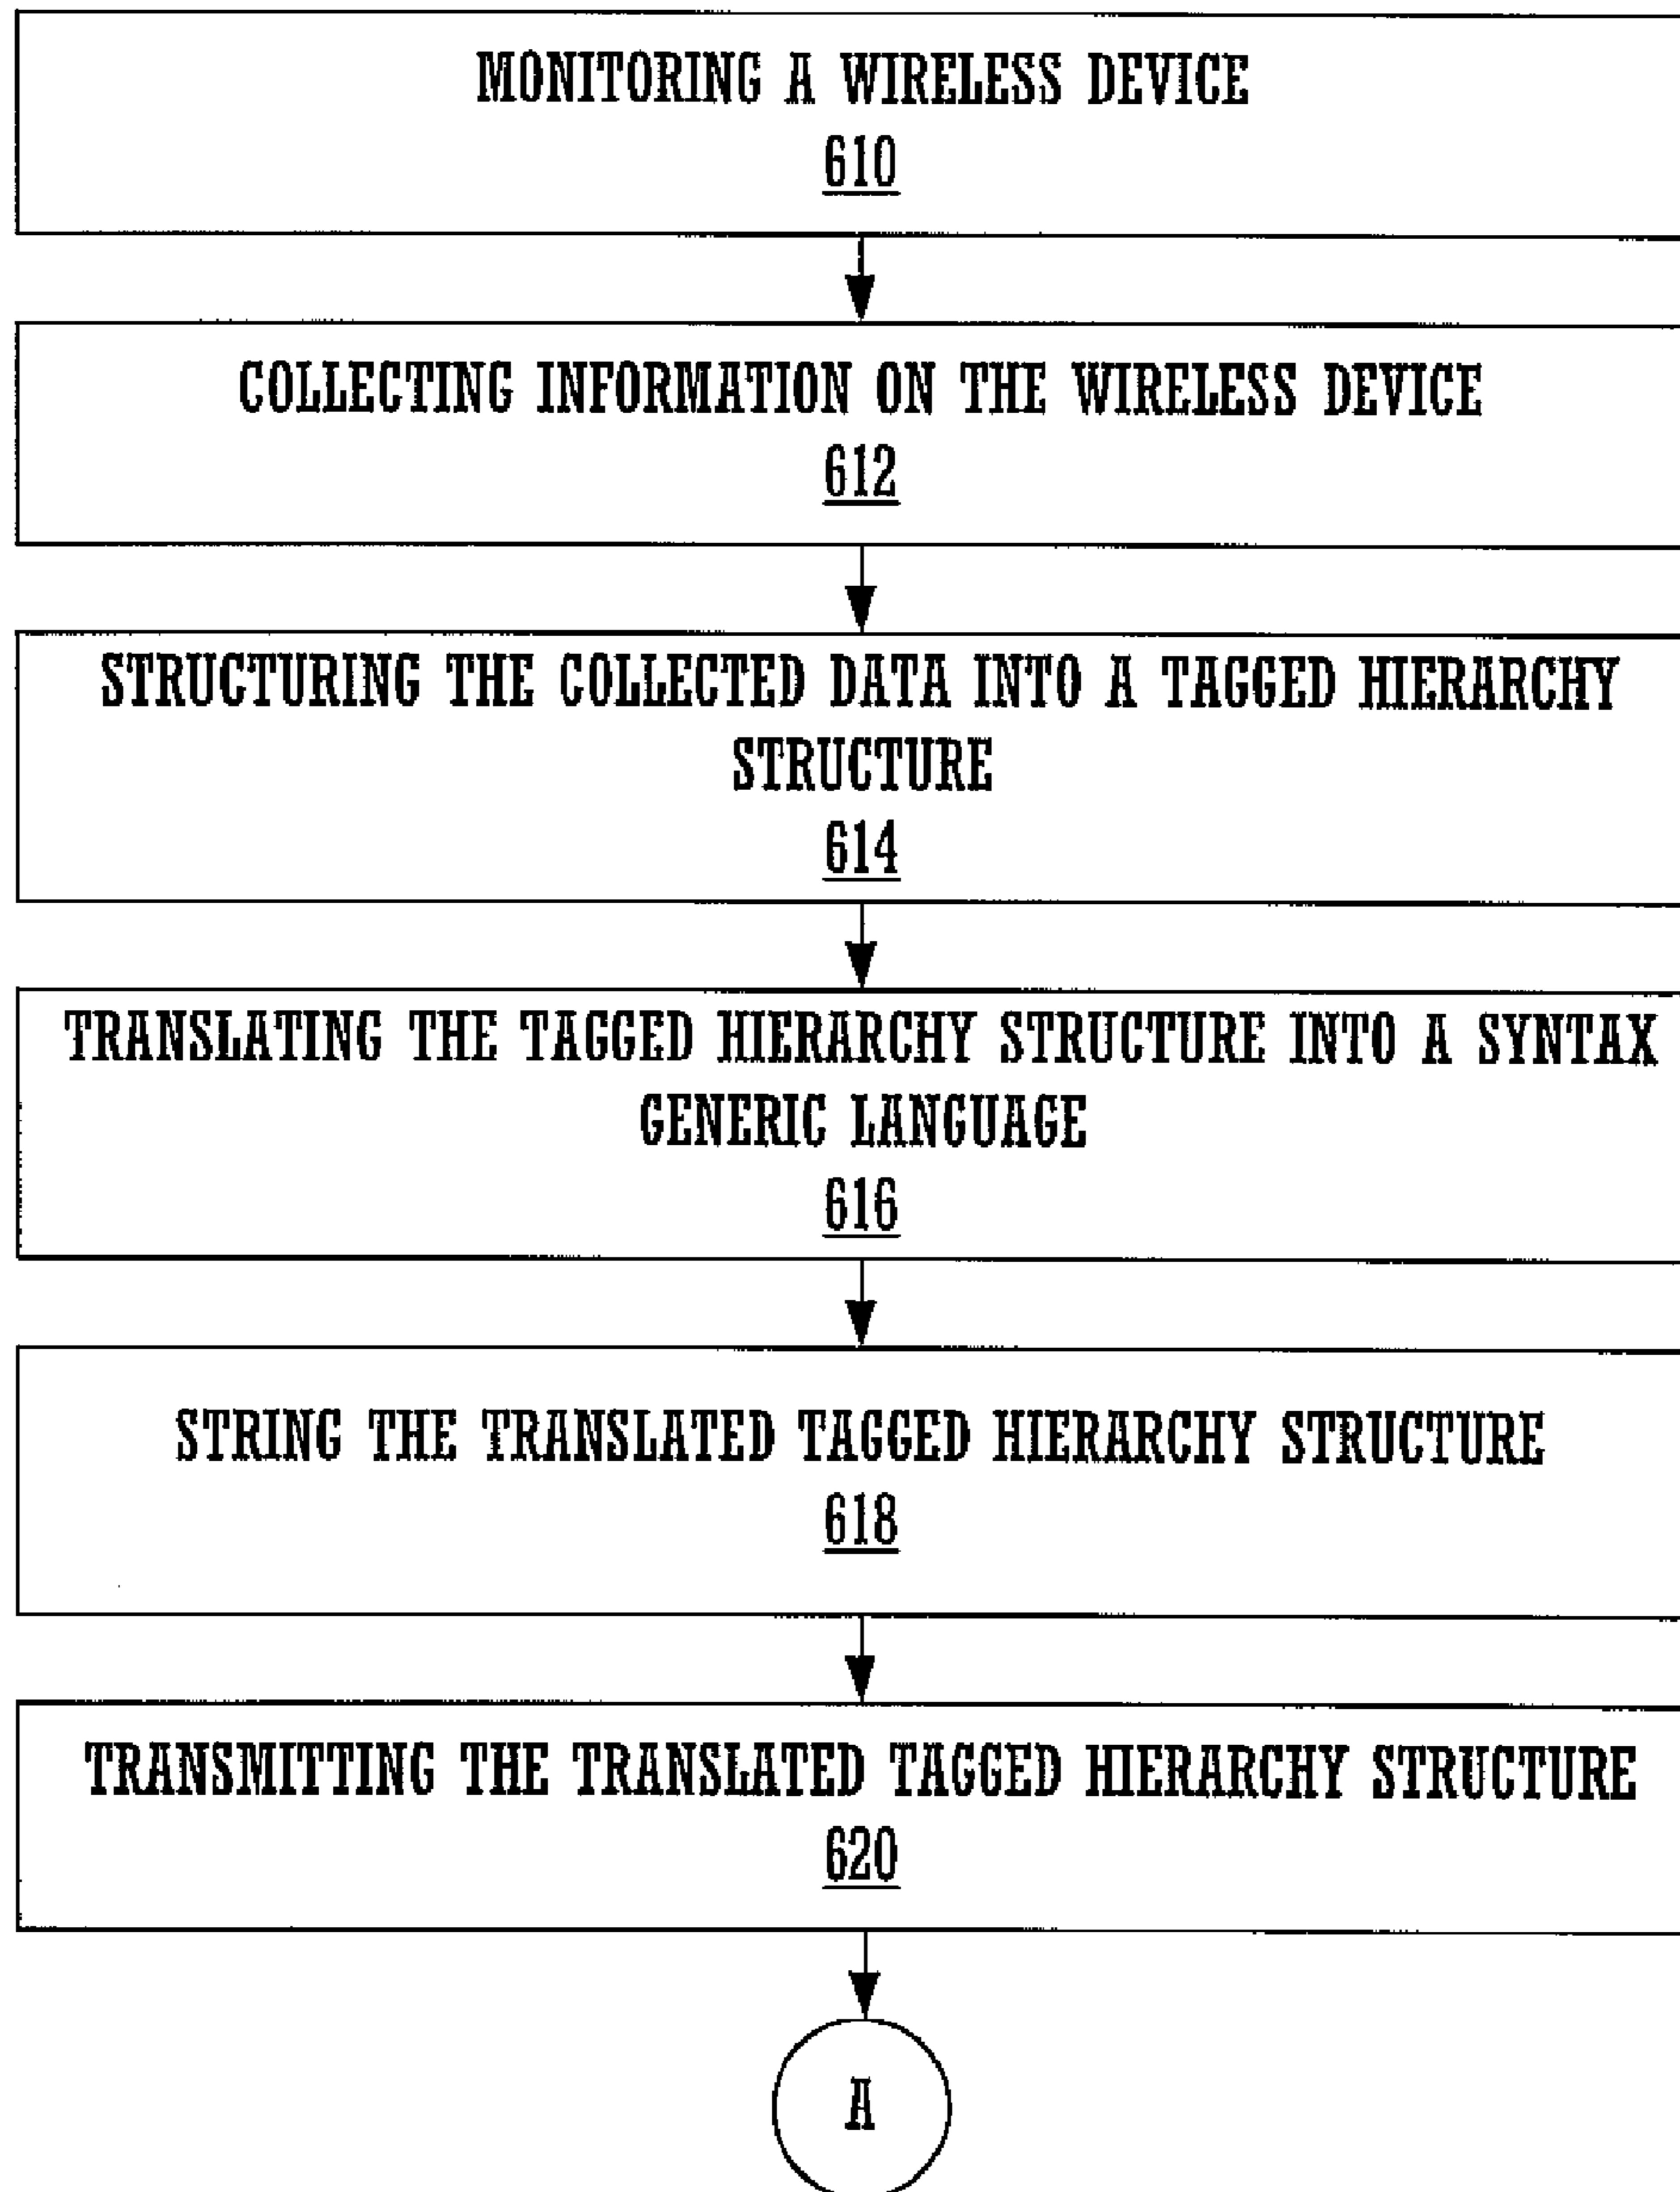 MONITORING A WIRELESS DEVICE
610
COLLECTING INFORMATION ON THE WIRELESS DEVICE
612
STRUCTURING THE COLLECTED DATA INTO A TAGGED HIERARCHY
STRUCTURE
614
TRANSLATING THE TAGGED HIERARCHY STRUCTURE INTO A SYNTAX
GENERIC LANGUAGE
616
STRING THE TRANSLATED TAGGED HIERARCHY STRUCTURE
618
TRANSMITTING THE TRANSLATED TAGGED HIERARCHY STRUCTURE
620
A